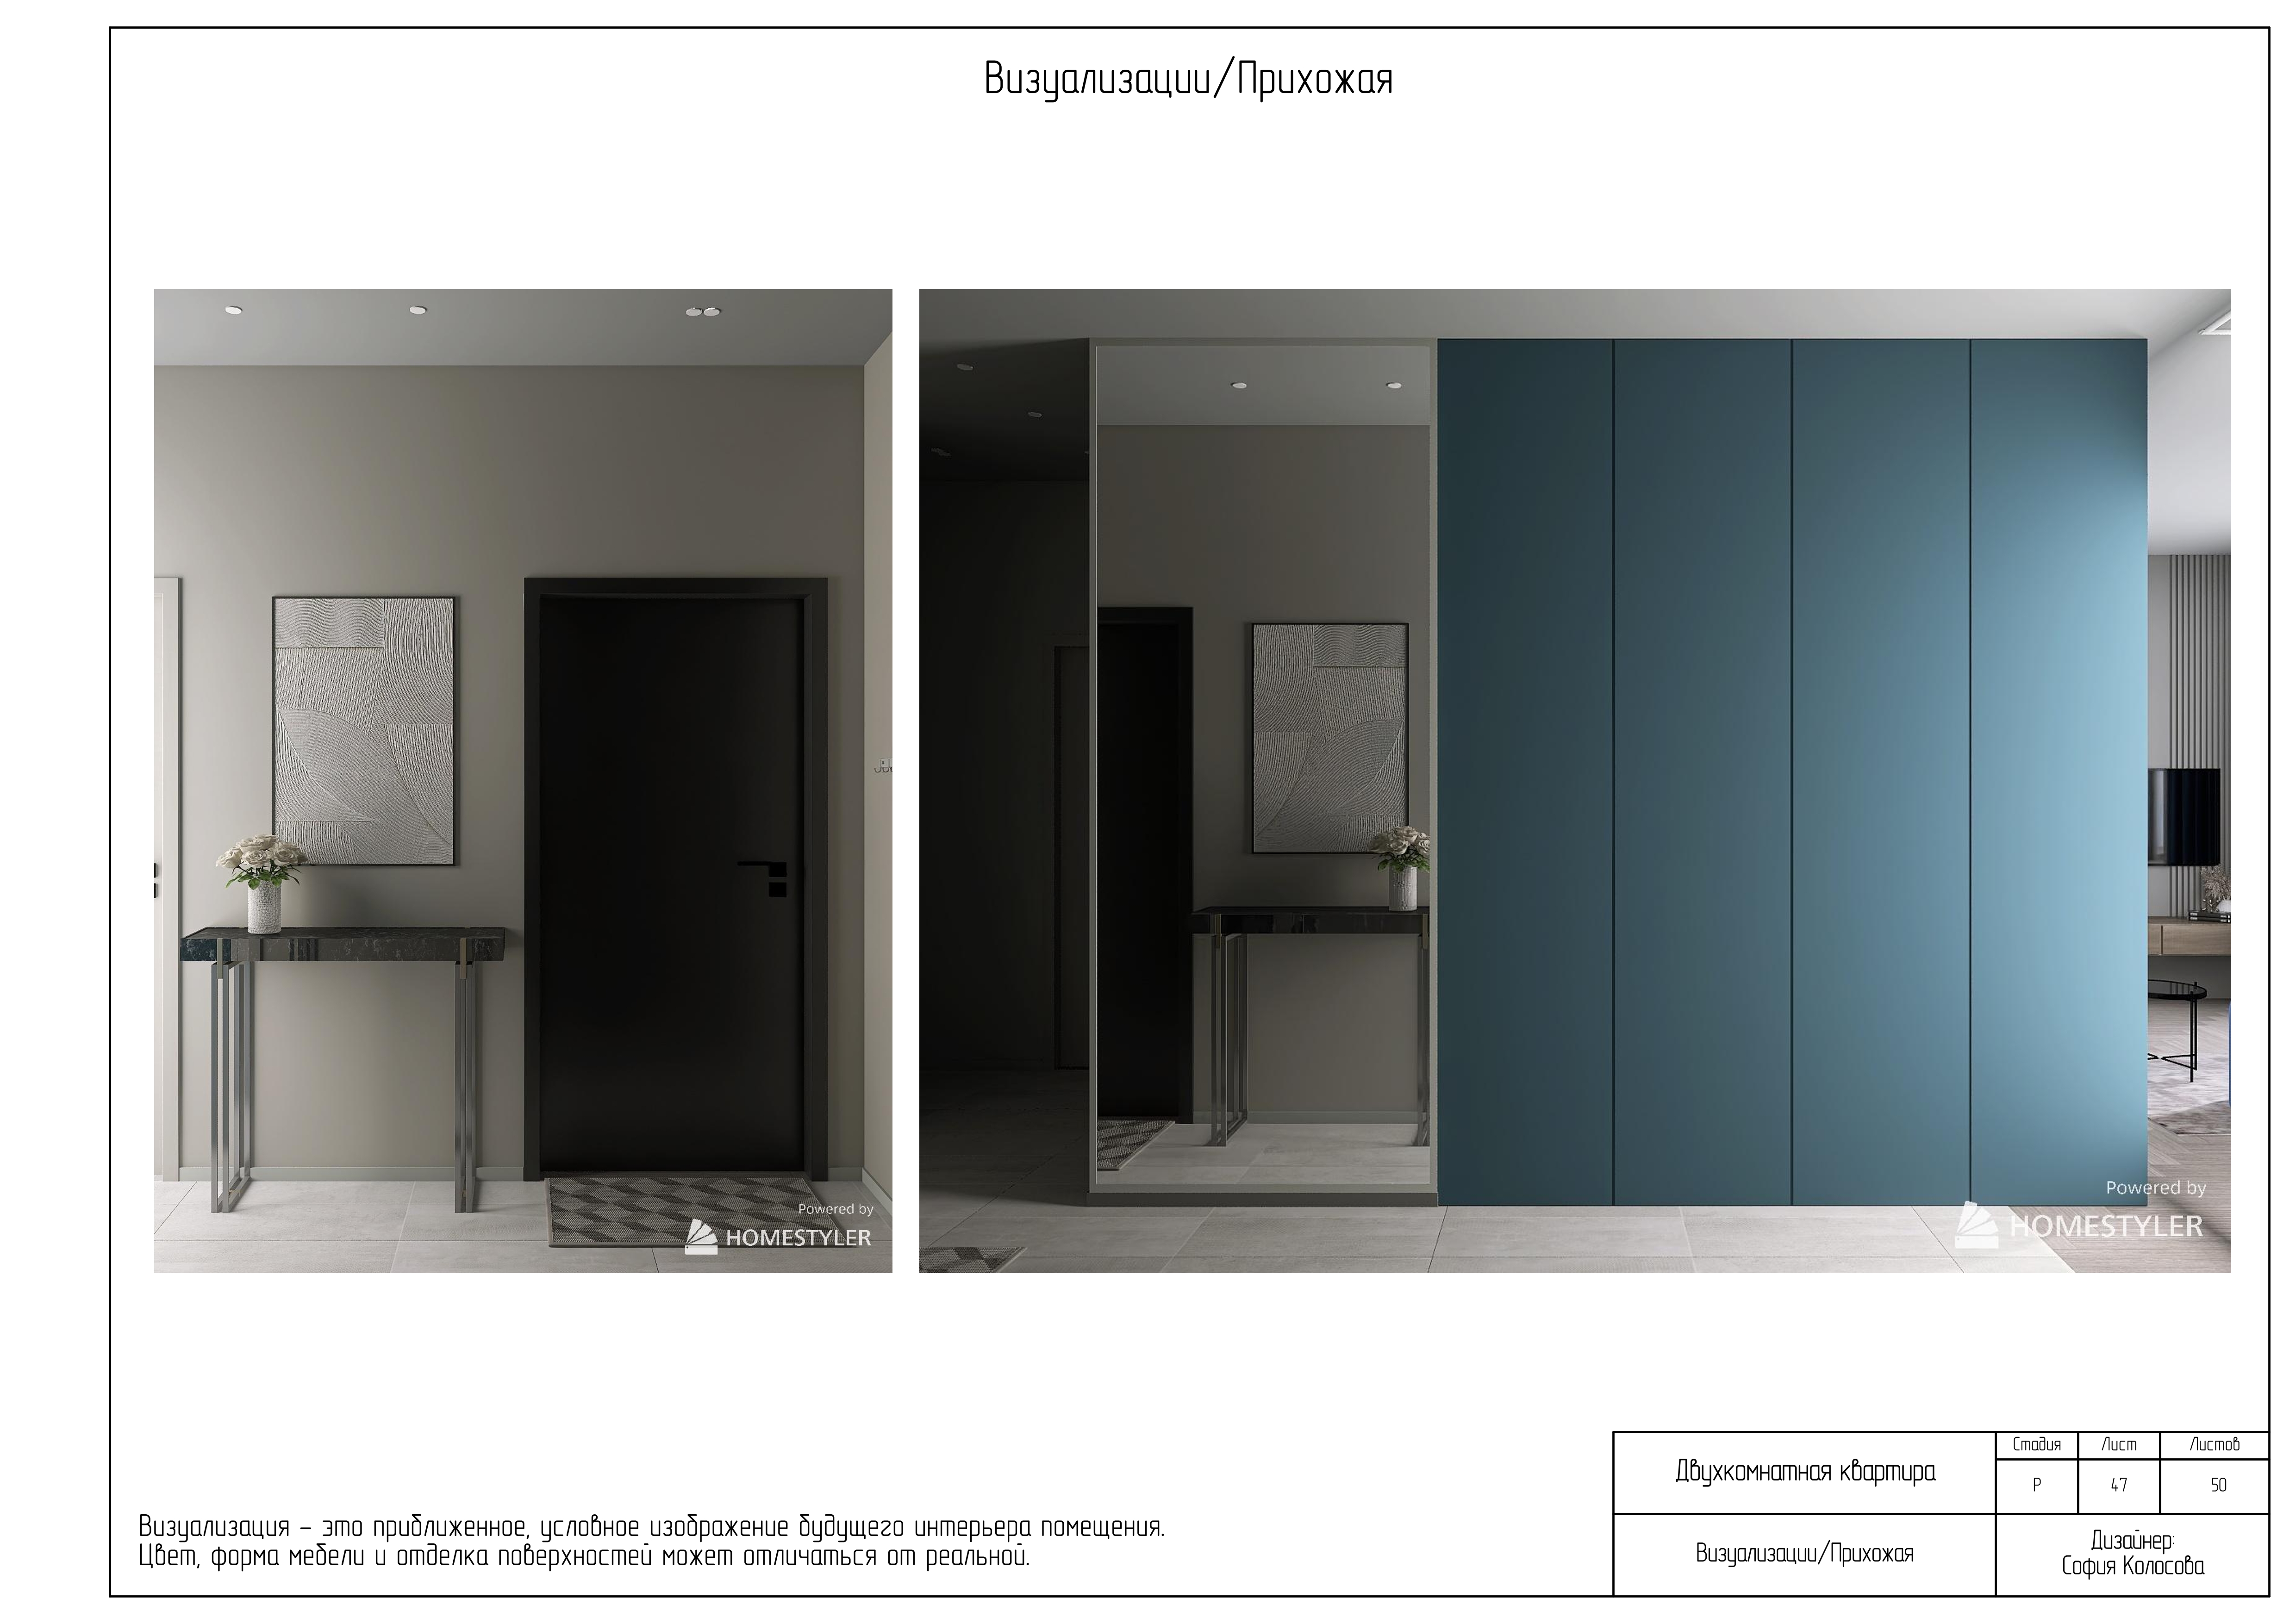 Визуализации/Прихожая
Powered by
HOMESTYLER
Powered by
HOMESTYLER
Визуализация – это приближенное, условное изображение будущего интерьера помещения.
Цвет, форма мебели и отделка поверхностей может отличаться от реальной.
Двухкомнатная квартира
Стадия Лист Листов
Р 47 50
Визуализации/Прихожая
Дизайнер:
София Колосова